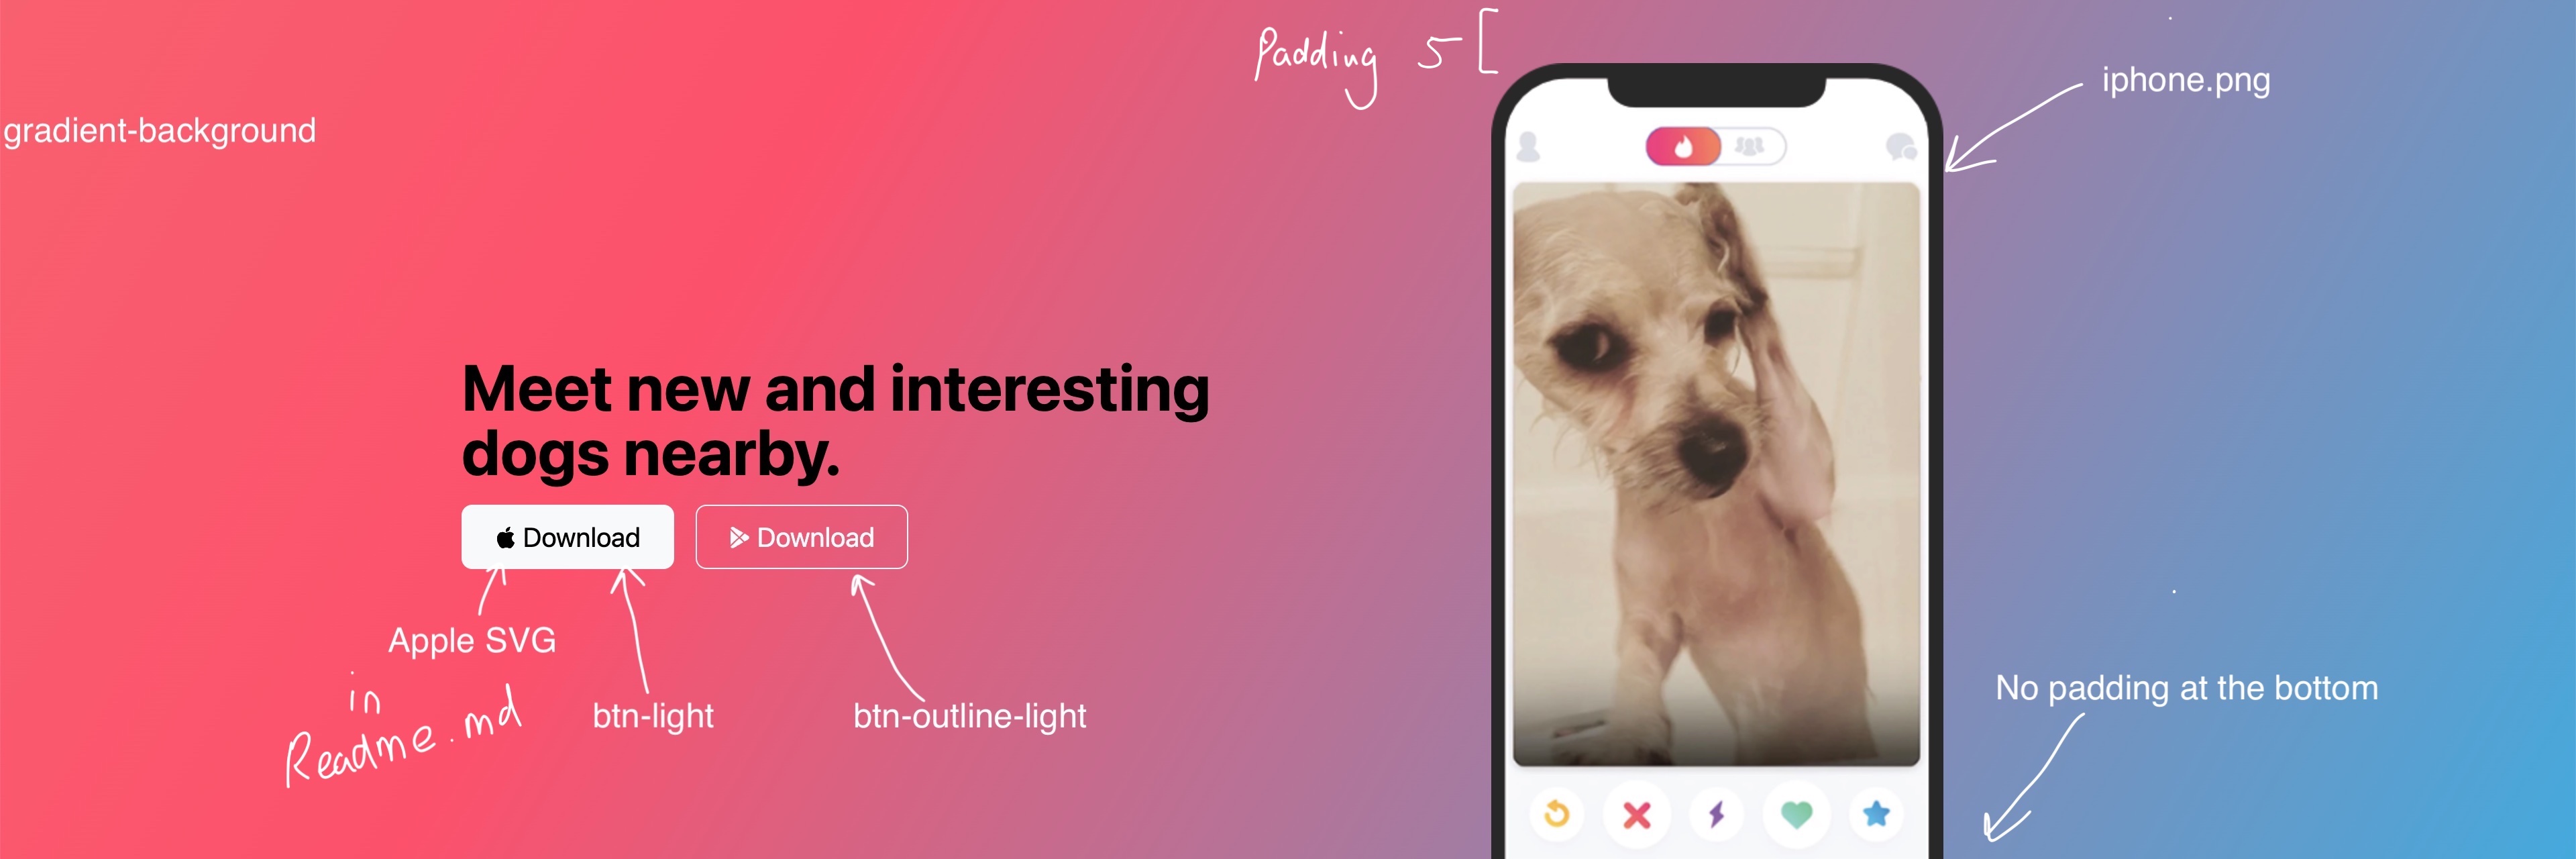 Padding 5 [
iphone.png
gradient-background
Meet new and interesting
dogs nearby.
Download
Download
Apple SVG
in
Readme.md
btn-light
btn-outline-light
No padding at the bottom